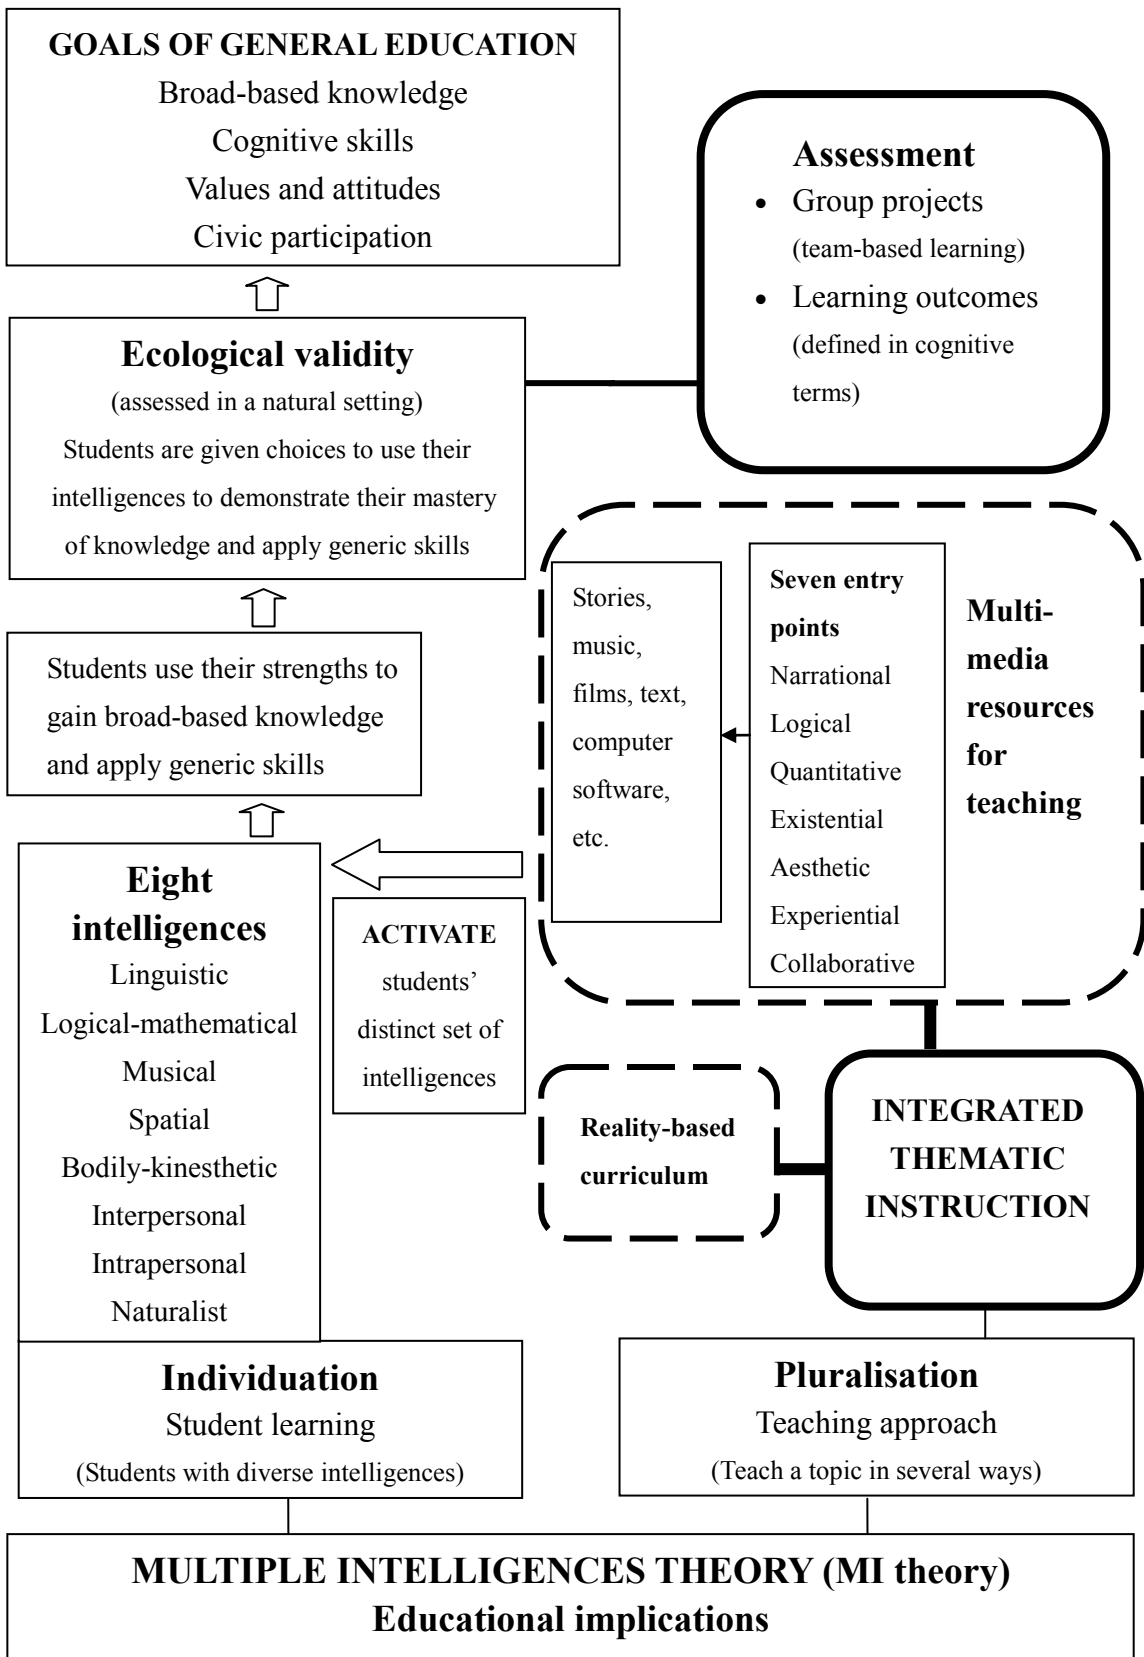 GOALS OF GENERAL EDUCATION
Broad-based knowledge
Cognitive skills
Values and attitudes
Civic participation
Assessment
• Group projects
(team-based learning)
• Learning outcomes
(defined in cognitive
terms)
Ecological validity
(assessed in a natural setting)
Students are given choices to use their
intelligences to demonstrate their mastery
of knowledge and apply generic skills
Stories,
music,
films, text,
computer
software,
etc.
Seven entry
points
Narrational
Logical
Quantitative
Existential
Aesthetic
Experiential
Collaborative
Multi-
media
resources
for
teaching
Students use their strengths to
gain broad-based knowledge
and apply generic skills
Eight
intelligences
Linguistic
Logical-mathematical
Musical
Spatial
Bodily-kinesthetic
Interpersonal
Intrapersonal
Naturalist
ACTIVATE
students’
distinct set of
intelligences
Reality-based
curriculum
INTEGRATED
THEMATIC
INSTRUCTION
Individuation
Student learning
(Students with diverse intelligences)
Pluralisation
Teaching approach
(Teach a topic in several ways)
MULTIPLE INTELLIGENCES THEORY (MI theory)
Educational implications